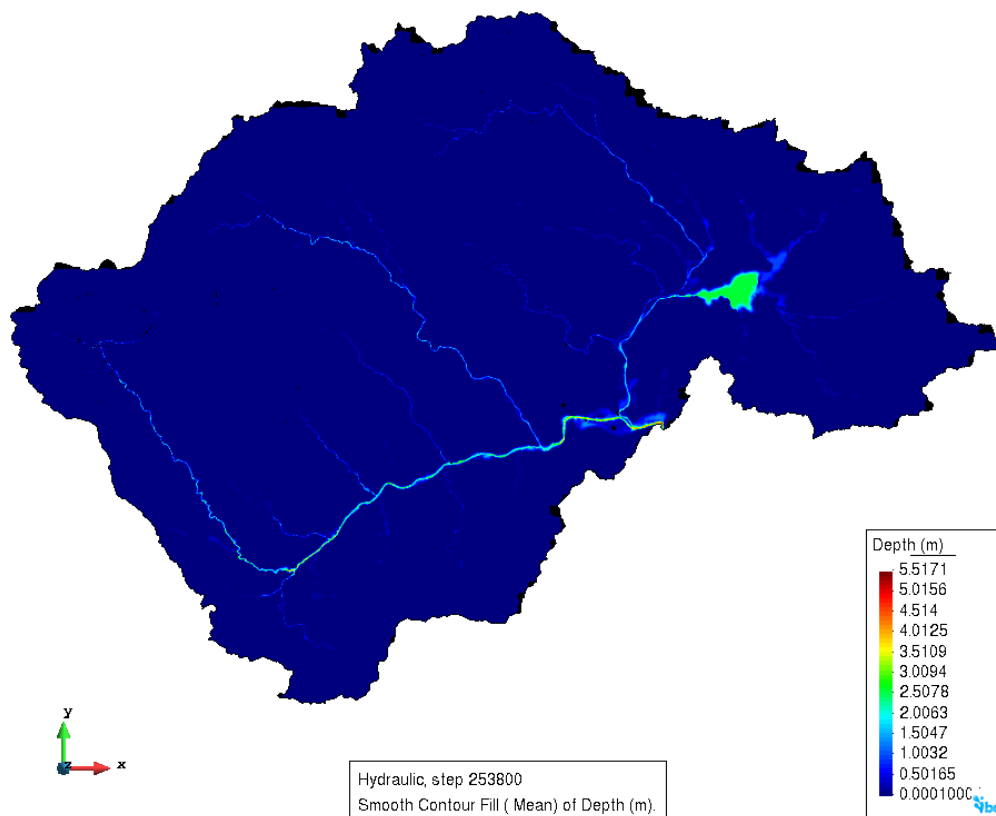 Depth (m)
5.5171
5.0156
4.514
4.0125
3.5109
3.0094
2.5078
2.0063
1.5047
1.0032
0.50165
0.0001000
y
z
x
Hydraulic, step 253800
Smooth Contour Fill ( Mean) of Depth (m).